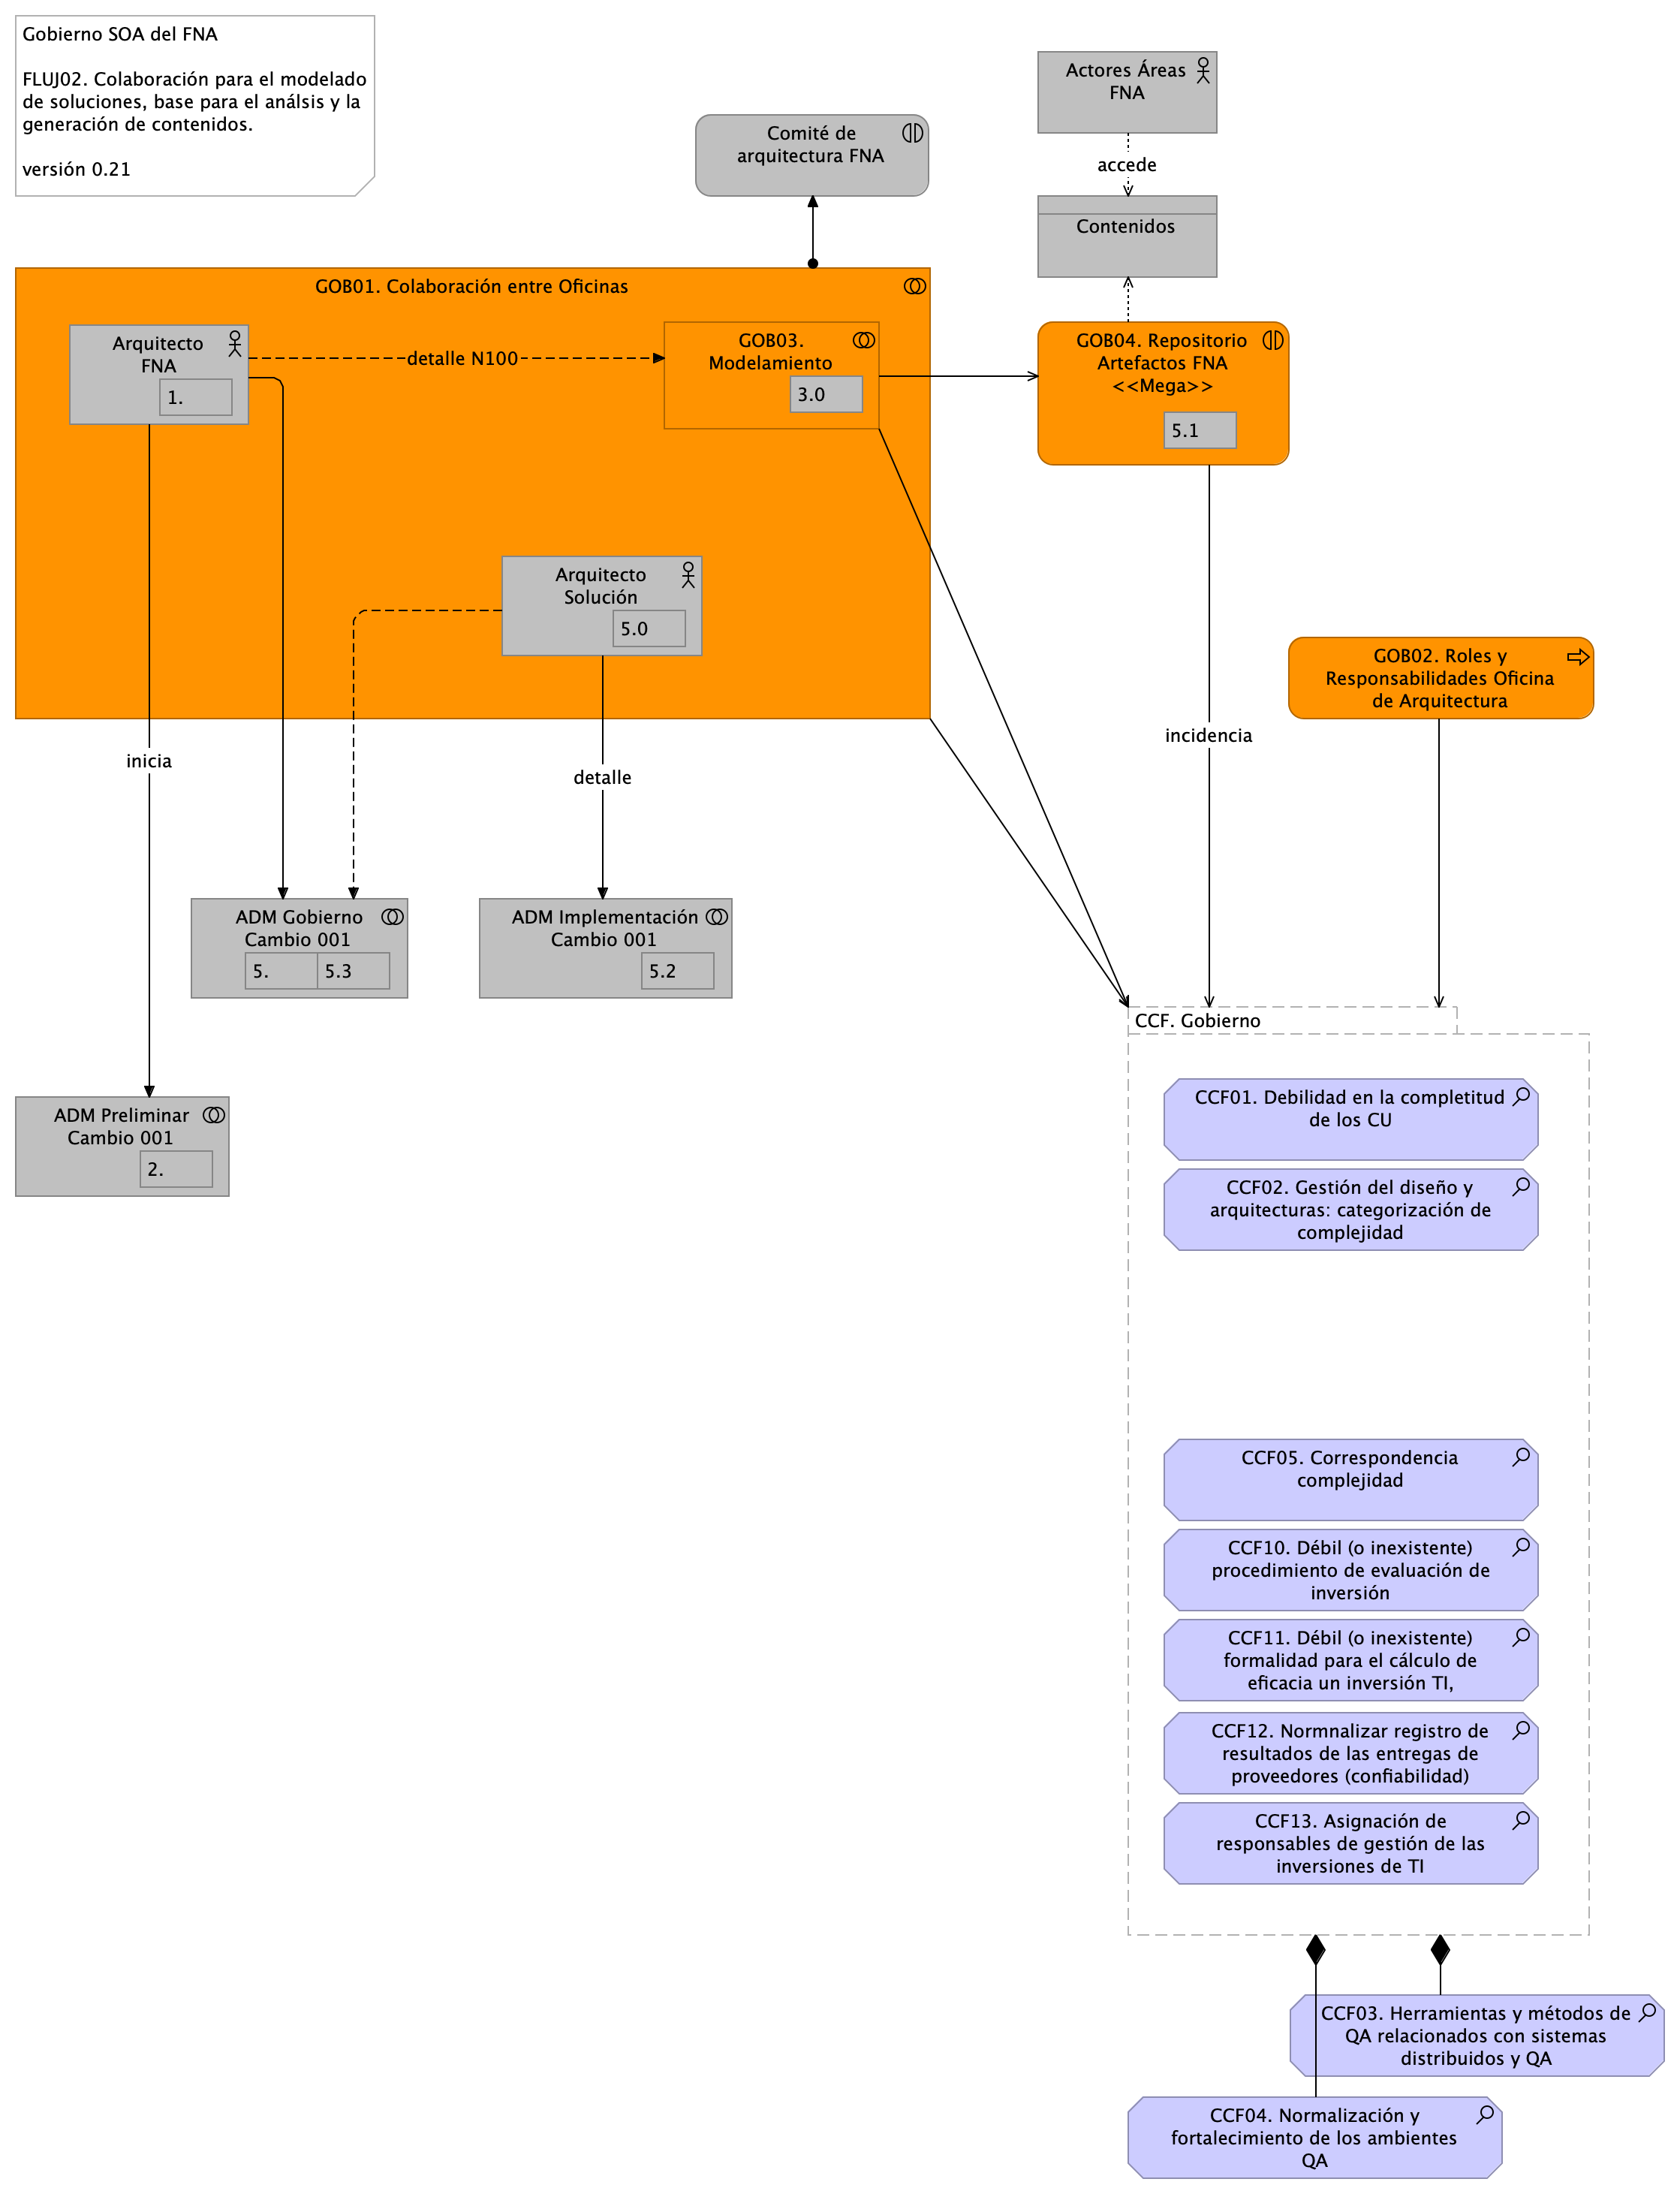 Gobierno SOA del FNA
FLUJ02. Colaboración para el modelado
de soluciones, base para el análsis y la
generación de contenidos.
versión 0.21
Actores Áreas
FNA
Comité de
arquitectura FNA
accede
Contenidos
GOB01. Colaboración entre Oficinas
Arquitecto
FNA
1.
detalle N100
GOB03.
Modelamiento
3.0
GOB04. Repositorio
Artefactos FNA
<<Mega>>
5.1
Arquitecto
Solución
5.0
GOB02. Roles y
Responsabilidades Oficina
de Arquitectura
incidencia
inicia
detalle
ADM Gobierno
Cambio 001
5.
5.3
ADM Implementación
Cambio 001
5.2
CCF. Gobierno
ADM Preliminar
Cambio 001
2.
CCF01. Debilidad en la completitud
de los CU
CCF02. Gestión del diseño y
arquitecturas: categorización de
complejidad
CCF05. Correspondencia
complejidad
CCF10. Débil (o inexistente)
procedimiento de evaluación de
inversión
CCF11. Débil (o inexistente)
formalidad para el cálculo de
eficacia un inversión TI,
CCF12. Normnalizar registro de
resultados de las entregas de
proveedores (confiabilidad)
CCF13. Asignación de
responsables de gestión de las
inversiones de TI
CCF03. Herramientas y métodos de
QA relacionados con sistemas
distribuidos y QA
CCF04. Normalización y
fortalecimiento de los ambientes
QA